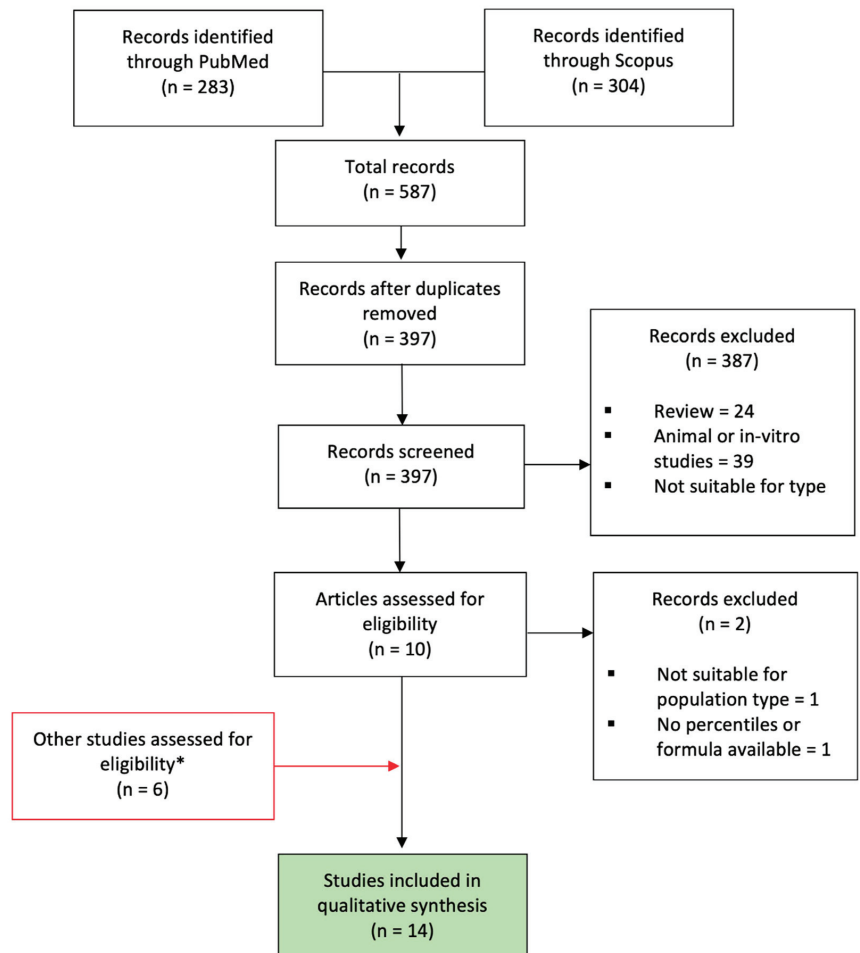 Records identified
through PubMed
(n = 283)
Records identified
through Scopus
(n = 304)
Total records
(n = 587)
Records after duplicates
removed
(n = 397)
Records excluded
(n = 387)
▪ Review = 24
▪ Animal or in-vitro
studies = 39
▪ Not suitable for type
Records screened
(n = 397)
Articles assessed for
eligibility
(n = 10)
Records excluded
(n = 2)
▪ Not suitable for
population type = 1
▪ No percentiles or
formula available = 1
Other studies assessed for
eligibility*
(n = 6)
Studies included in
qualitative synthesis
(n = 14)